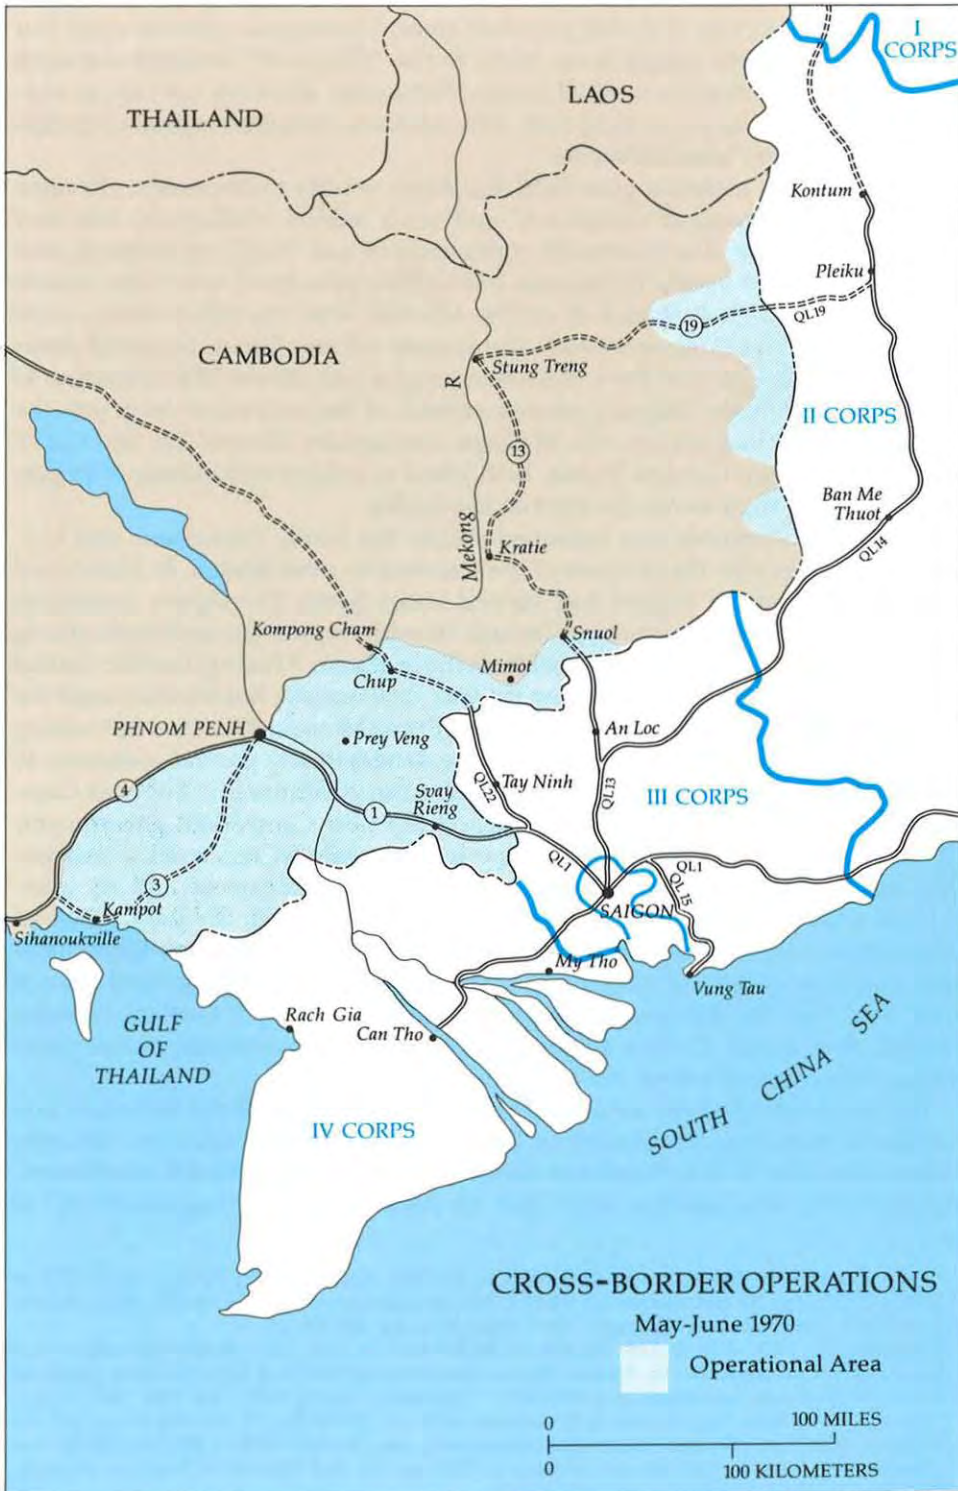 I
CORPS
THAILAND
LAOS
Kontum
Pleiku
QL19
19
CAMBODIA
Stung Treng
R
Mekong
II CORPS
13
Ban Me
Thuot
QL14
Kratie
Kompong Cham
Snuol
Chup
Mimot
PHNOM PENH
Prey Veng
An Loc
4
Svay
Rieng
QL22
Tay Ninh
QL13
III CORPS
1
QL1
QL1
QL15
3
Kampot
SAIGON
Sihanoukville
My Tho
Vung Tau
GULF
OF
THAILAND
Rach Gia
Can Tho
SOUTH CHINA SEA
IV CORPS
CROSS-BORDER OPERATIONS
May-June 1970
Operational Area
0 100 MILES
0 100 KILOMETERS